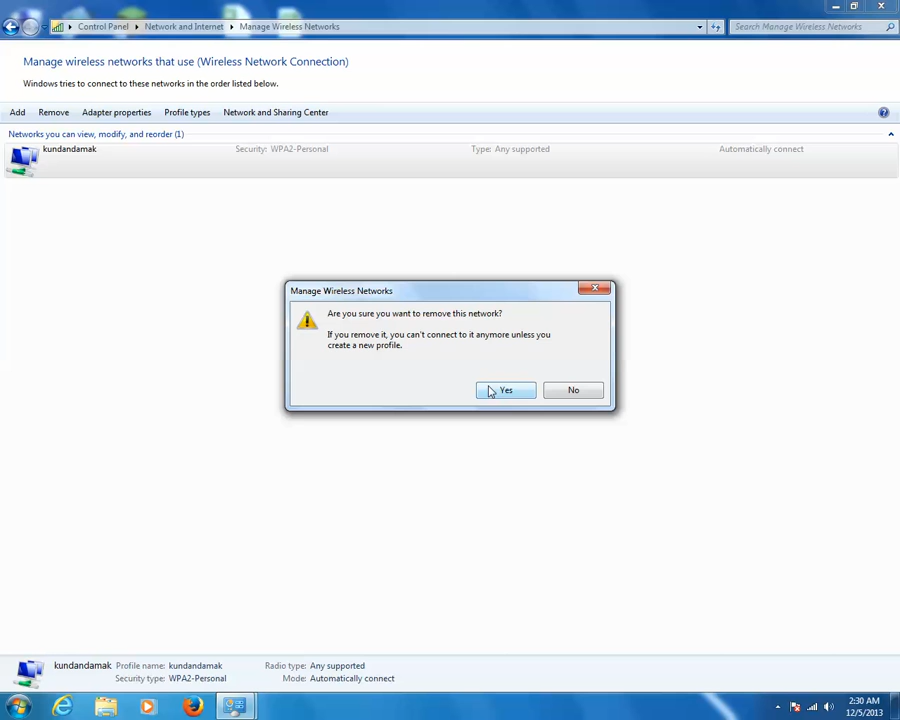 Control Panel Network and Internet Manage Wireless Networks Search Manage Wireless Networks
Manage wireless networks that use (Wireless Network Connection)
Windows tries to connect to these networks in the order listed below.
Add Remove Adapter properties Profile types Network and Sharing Center
Networks you can view, modify, and reorder (1)
kundandamak Security: WPA2-Personal Type: Any supported Automatically connect
Manage Wireless Networks
Are you sure you want to remove this network?
If you remove it, you can't connect to it anymore unless you
create a new profile.
Yes No
kundandamak Profile name: kundandamak Radio type: Any supported
Security type: WPA2-Personal Mode: Automatically connect
2:30 AM
12/5/2013